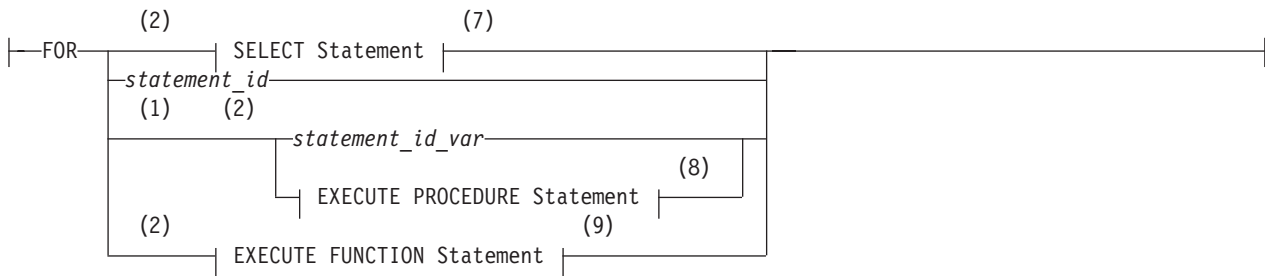 (2) (7)
FOR SELECT Statement
statement_id
(1) (2)
statement_id_var
(8)
EXECUTE PROCEDURE Statement
(2) (9)
EXECUTE FUNCTION Statement